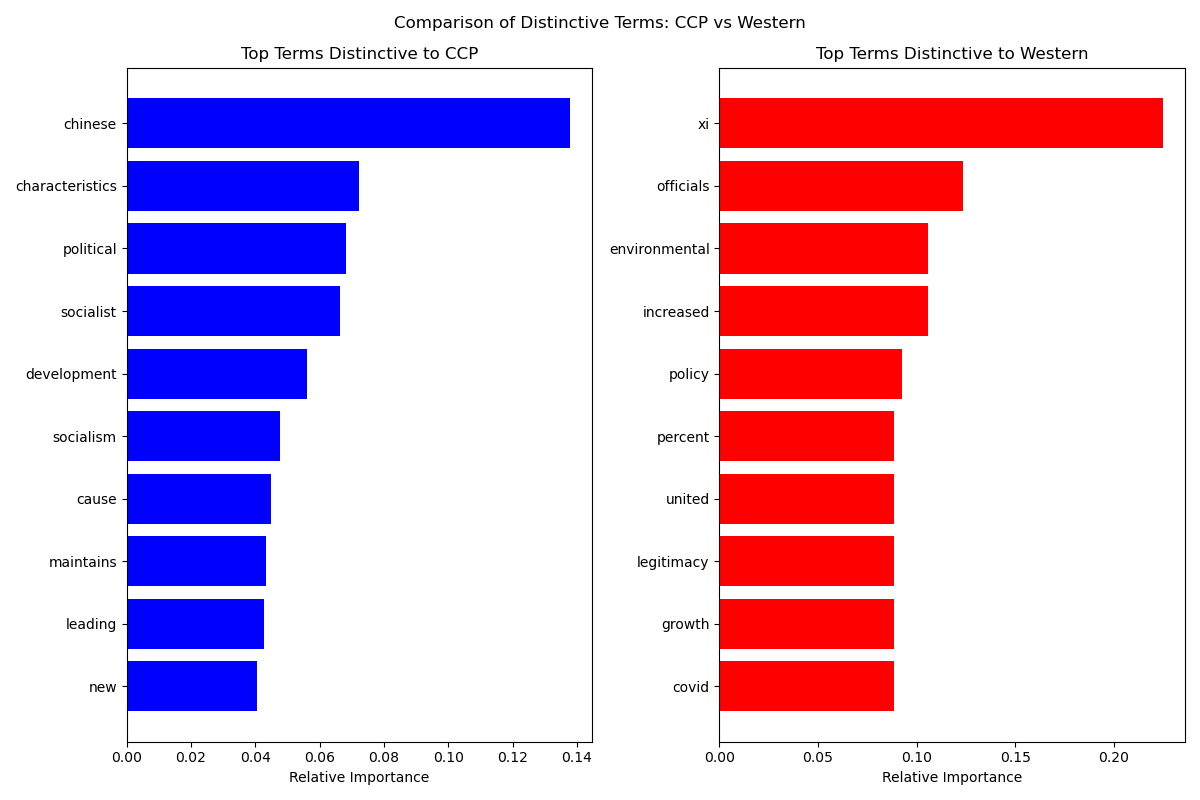 Comparison of Distinctive Terms: CCP vs Western
Top Terms Distinctive to CCP
chinese
characteristics
political
socialist
development
socialism
cause
maintains
leading
new
0.00 0.02 0.04 0.06 0.08 0.10 0.12 0.14
Relative Importance
Top Terms Distinctive to Western
xi
officials
environmental
increased
policy
percent
united
legitimacy
growth
covid
0.00 0.05 0.10 0.15 0.20
Relative Importance